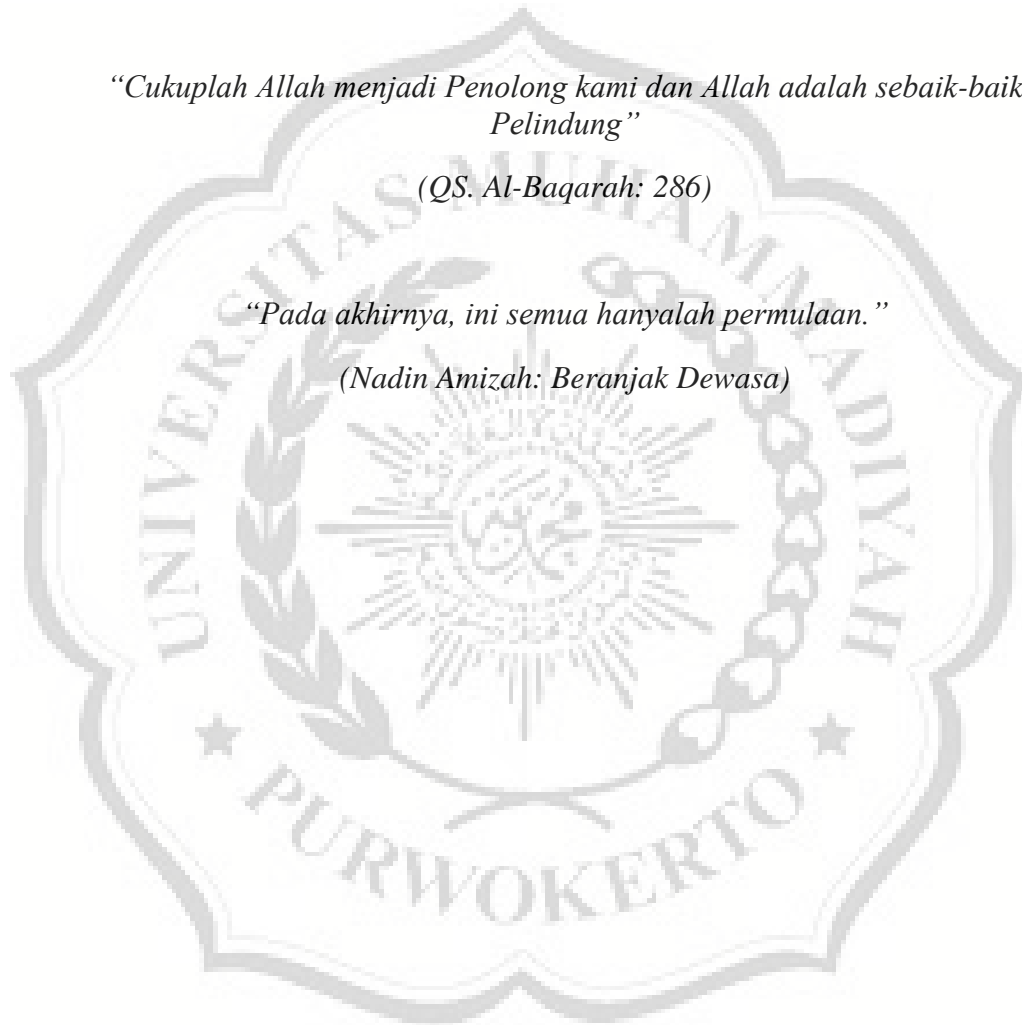 “Cukuplah Allah menjadi Penolong kami dan Allah adalah sebaik-baik
Pelindung”
(QS. Al-Baqarah: 286)
“Pada akhirnya, ini semua hanyalah permulaan.”
(Nadin Amizah: Beranjak Dewasa)
UNIVERSITAS MUHAMMADIYAH
PURWOKERTO